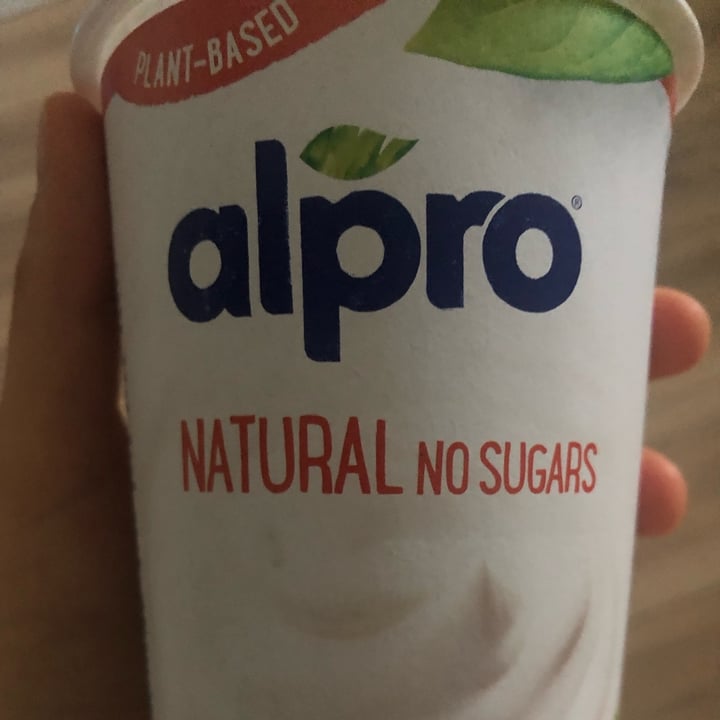 PLANT-BASED
alpro®
NATURAL NO SUGARS